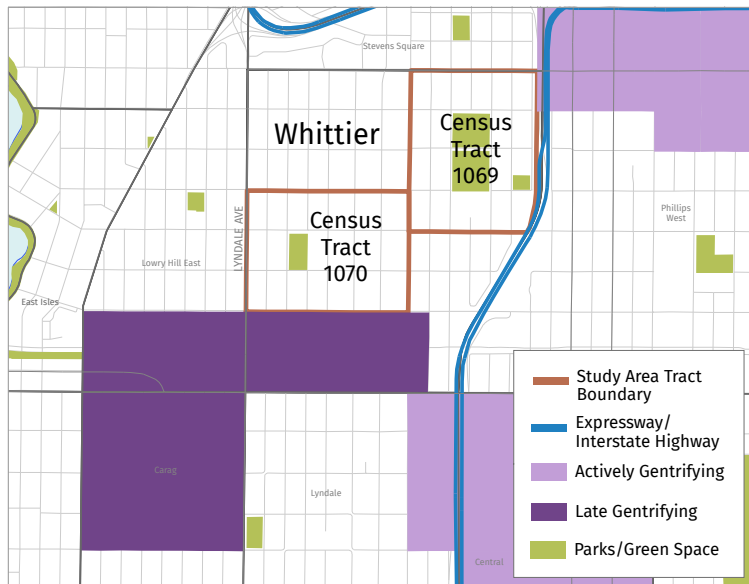 Stevens Square
Whittier
Census
Tract
1069
Census
Tract
1070
LYNDALE AVE
Phillips
West
Lowry Hill East
East Isles
Carag
Lyndale
Central
Study Area Tract
Boundary
Expressway/
Interstate Highway
Actively Gentrifying
Late Gentrifying
Parks/Green Space